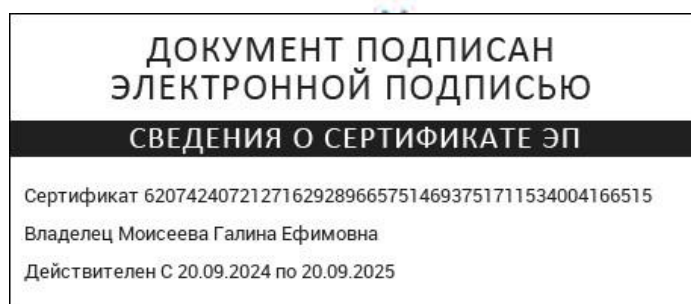 ДОКУМЕНТ ПОДПИСАН
ЭЛЕКТРОННОЙ ПОДПИСЬЮ
СВЕДЕНИЯ О СЕРТИФИКАТЕ ЭП
Сертификат 620742407212716292896657514693751711534004166515
Владелец Моисеева Галина Ефимовна
Действителен С 20.09.2024 по 20.09.2025